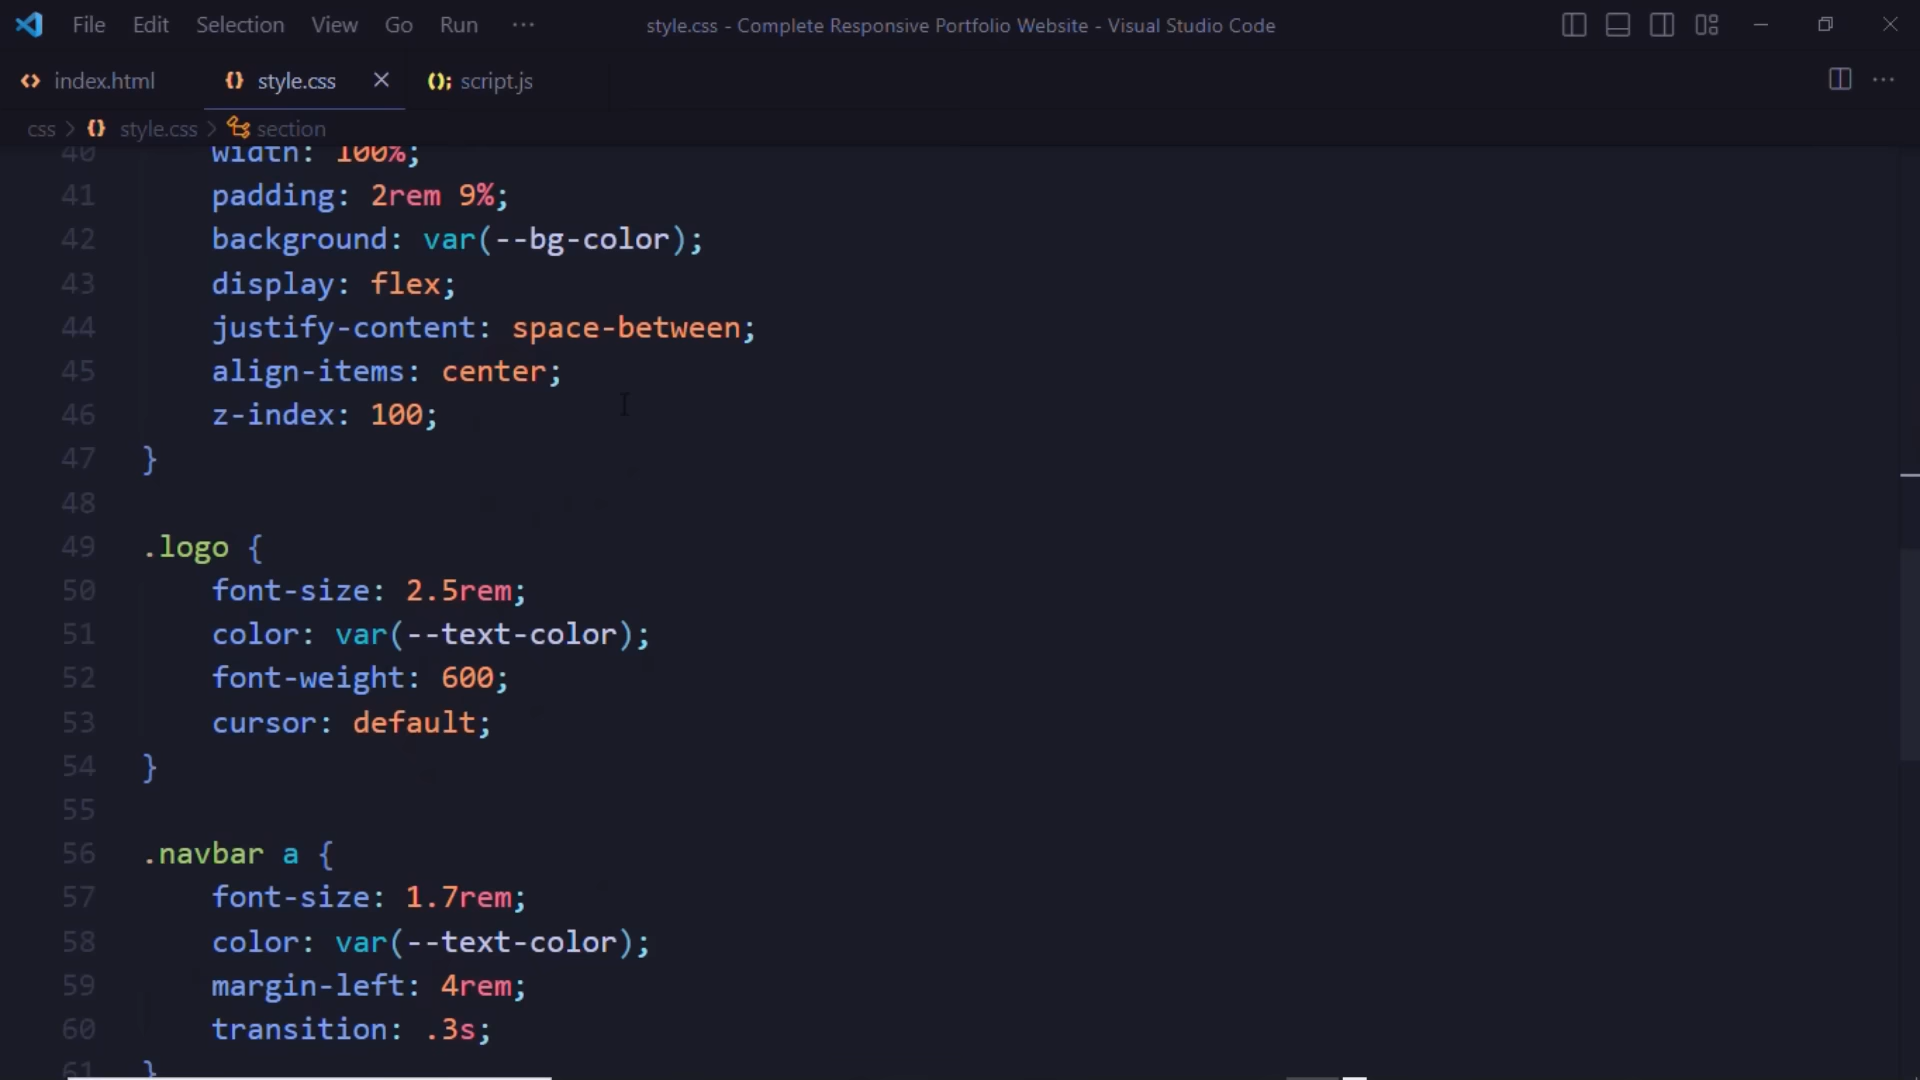 File Edit Selection View Go Run ··· style.css - Complete Responsive Portfolio Website - Visual Studio Code
index.html style.css script.js
css > style.css > section
40 width: 100%;
41 padding: 2rem 9%;
42 background: var(--bg-color);
43 display: flex;
44 justify-content: space-between;
45 align-items: center;
46 z-index: 100;
47 }
48
49 .logo {
50 font-size: 2.5rem;
51 color: var(--text-color);
52 font-weight: 600;
53 cursor: default;
54 }
55
56 .navbar a {
57 font-size: 1.7rem;
58 color: var(--text-color);
59 margin-left: 4rem;
60 transition: .3s;
61 }